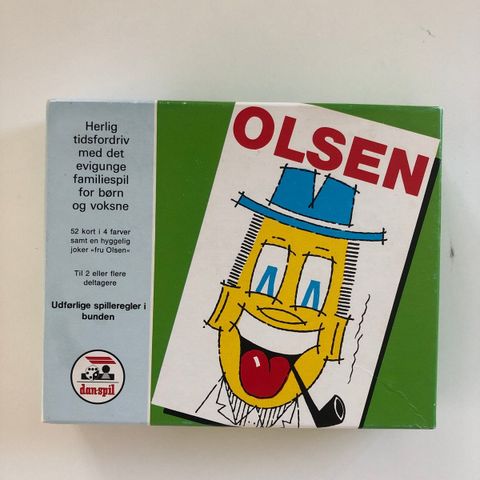 Herlig
tidsfordriv
med det
evigunge
familiespil
for børn
og voksne
52 kort i 4 farver
samt en hyggelig
joker »fru Olsen»
Til 2 eller flere
deltagere
Udførlige spilleregler i
bunden
dan-spil
OLSEN